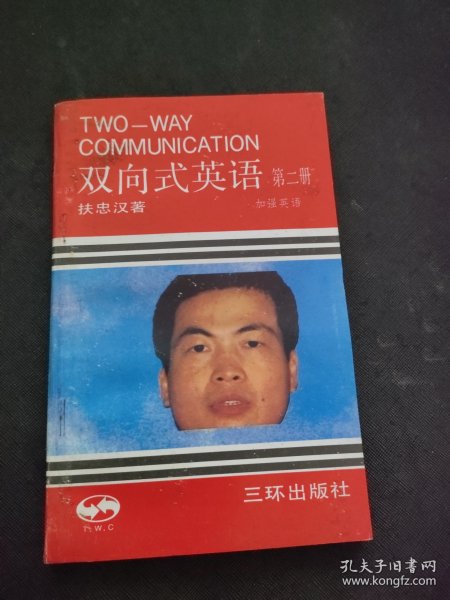 TWO—WAY
COMMUNICATION
双向式英语 第二册
扶忠汉著
加强英语
三环出版社
T.W.C
孔夫子旧书网
www.kongfz.com